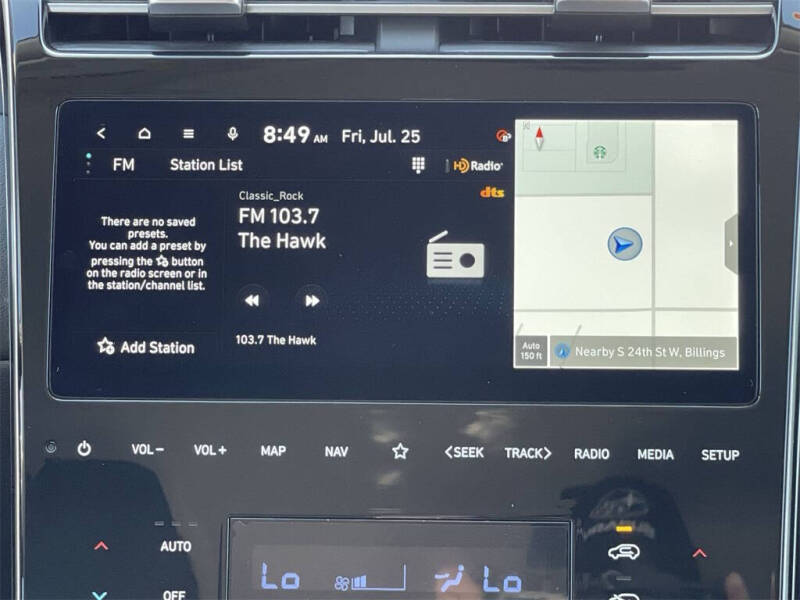 8:49 AM Fri, Jul. 25
FM Station List HD Radio
Classic_Rock dts
FM 103.7
The Hawk
There are no saved
presets.
You can add a preset by
pressing the button
on the radio screen or in
the station/channel list.
Add Station
103.7 The Hawk
Auto
150 ft
Nearby S 24th St W, Billings
VOL− VOL+ MAP NAV <SEEK TRACK> RADIO MEDIA SETUP
AUTO
OFF
Lo Lo